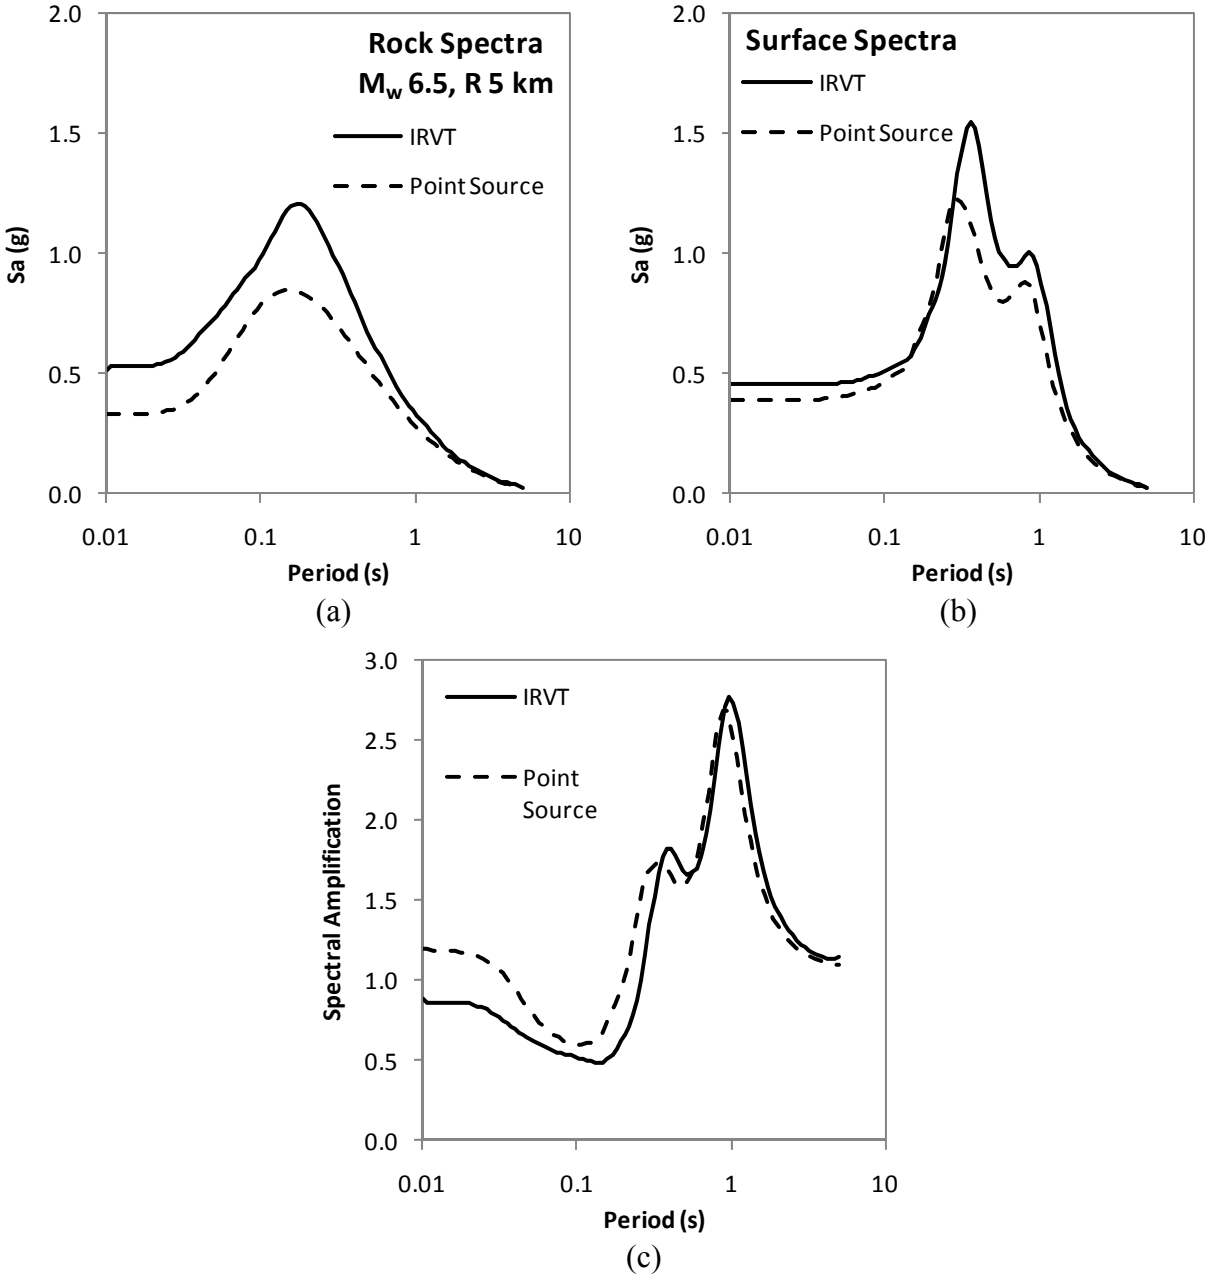 2.0
1.5
1.0
0.5
0.0
Sa (g)
Rock Spectra
Mw 6.5, R 5 km
IRVT
Point Source
0.01
0.1
1
10
Period (s)
(a)
2.0
1.5
1.0
0.5
0.0
Sa (g)
Surface Spectra
IRVT
Point Source
0.01
0.1
1
10
Period (s)
(b)
3.0
2.5
2.0
1.5
1.0
0.5
0.0
Spectral Amplification
IRVT
Point
Source
0.01
0.1
1
10
Period (s)
(c)